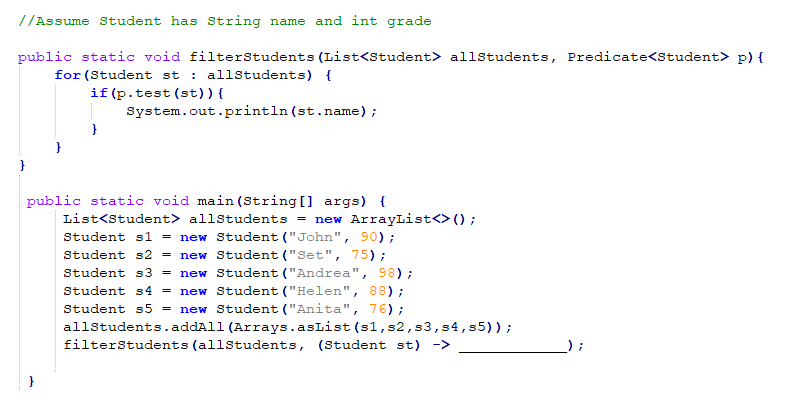 //Assume Student has String name and int grade
public static void filterStudents(List<Student> allStudents, Predicate<Student> p){
for(Student st : allStudents) {
if(p.test(st)){
System.out.println(st.name);
}
}
}
public static void main(String[] args) {
List<Student> allStudents = new ArrayList<>();
Student s1 = new Student("John", 90);
Student s2 = new Student("Set", 75);
Student s3 = new Student("Andrea", 98);
Student s4 = new Student("Helen", 88);
Student s5 = new Student("Anita", 76);
allStudents.addAll(Arrays.asList(s1,s2,s3,s4,s5));
filterStudents(allStudents, (Student st) -> ____________);
}